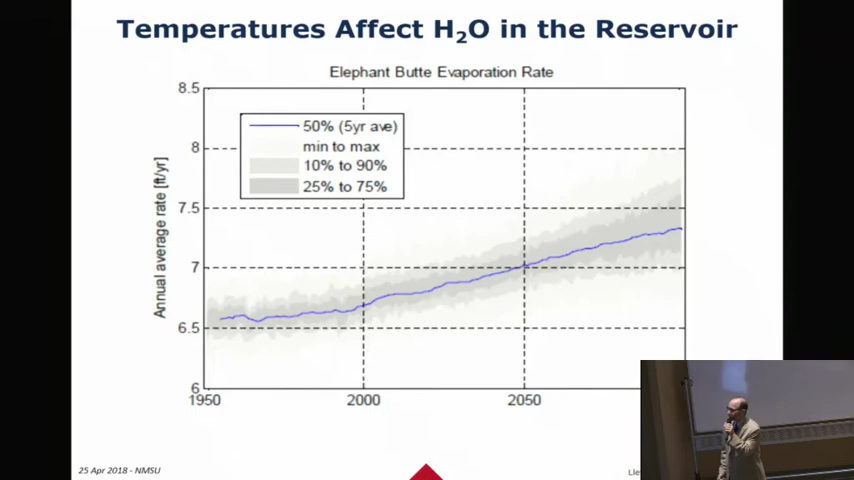 Temperatures Affect H₂O in the Reservoir
Elephant Butte Evaporation Rate
8.5
8
7.5
7
6.5
6
Annual average rate [ft/yr]
50% (5yr ave)
min to max
10% to 90%
25% to 75%
1950
2000
2050
25 Apr 2018 - NMSU